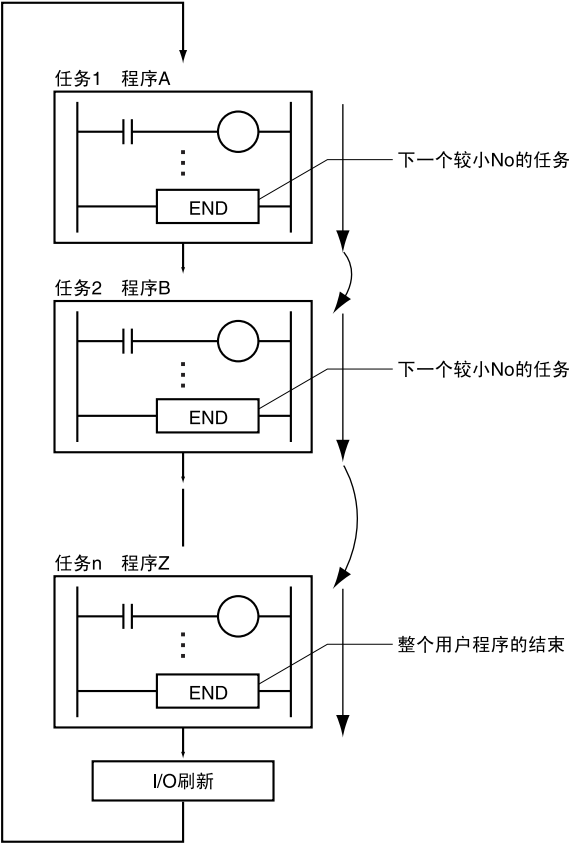 任务1 程序A
下一个较小No的任务
END
任务2 程序B
下一个较小No的任务
END
任务n 程序Z
整个用户程序的结束
END
I/O刷新